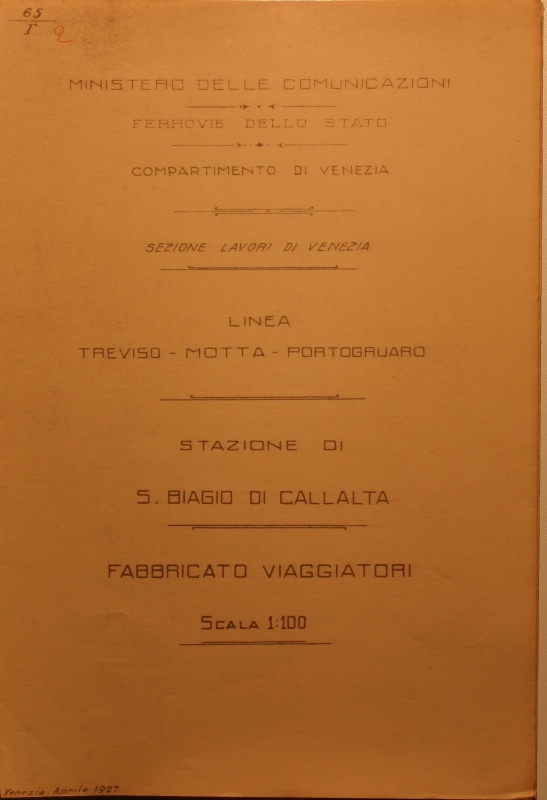 65
I
9
MINISTERO DELLE COMUNICAZIONI
FERROVIE DELLO STATO
COMPARTIMENTO DI VENEZIA
SEZIONE LAVORI DI VENEZIA
LINEA
TREVISO - MOTTA - PORTOGRUARO
STAZIONE DI
S. BIAGIO DI CALLALTA
FABBRICATO VIAGGIATORI
SCALA 1:100
Venezia - Aprile - 1927